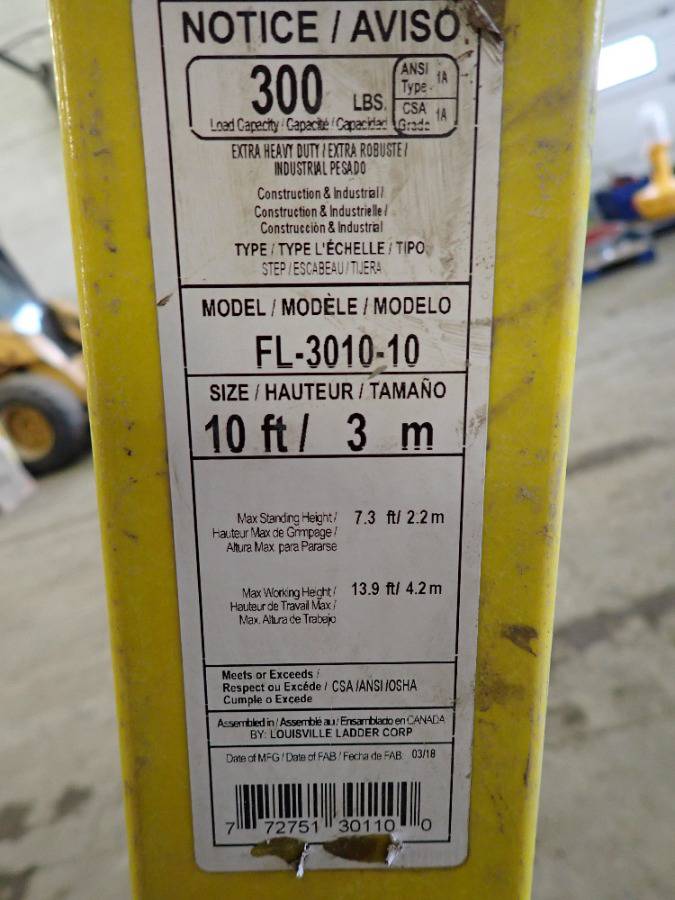 NOTICE / AVISO
300 LBS.
Load Capacity / Capacité / Capacidad
ANSI Type 1A
CSA Grade 1A
EXTRA HEAVY DUTY / EXTRA ROBUSTE /
INDUSTRIAL PESADO
Construction & Industrial /
Construction & Industrielle /
Construcción & Industrial
TYPE / TYPE L'ÉCHELLE / TIPO
STEP / ESCABEAU / TIJERA
MODEL / MODÈLE / MODELO
FL-3010-10
SIZE / HAUTEUR / TAMAÑO
10 ft / 3 m
Max Standing Height / 7.3 ft/ 2.2 m
Hauteur Max de Grimpage /
Altura Max. para Pararse
Max Working Height / 13.9 ft/ 4.2 m
Hauteur de Travail Max /
Max. Altura de Trabajo
Meets or Exceeds /
Respect ou Excéde / CSA /ANSI /OSHA
Cumple o Excede
Assembled in / Assemblé au / Ensamblado en CANADA
BY: LOUISVILLE LADDER CORP
Date of MFG / Date of FAB / Fecha de FAB: 03/18
7 72751 30110 0